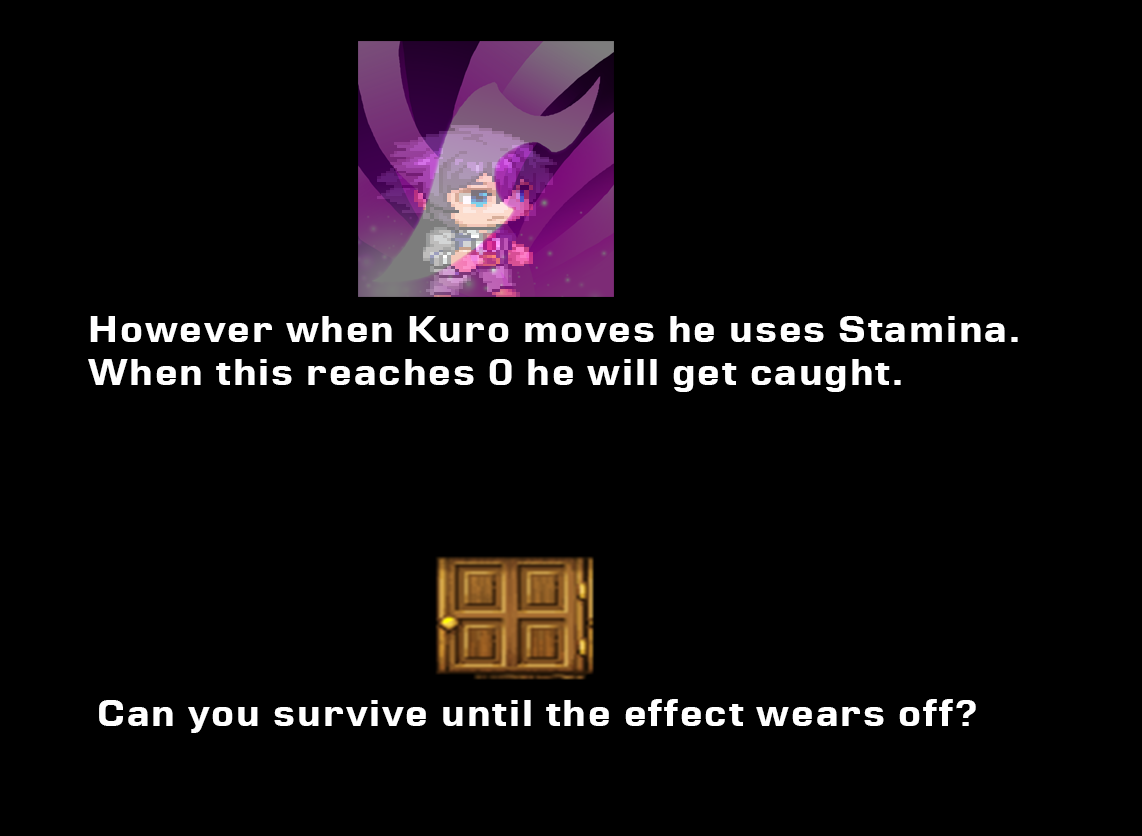 However when Kuro moves he uses Stamina.
When this reaches 0 he will get caught.
Can you survive until the effect wears off?